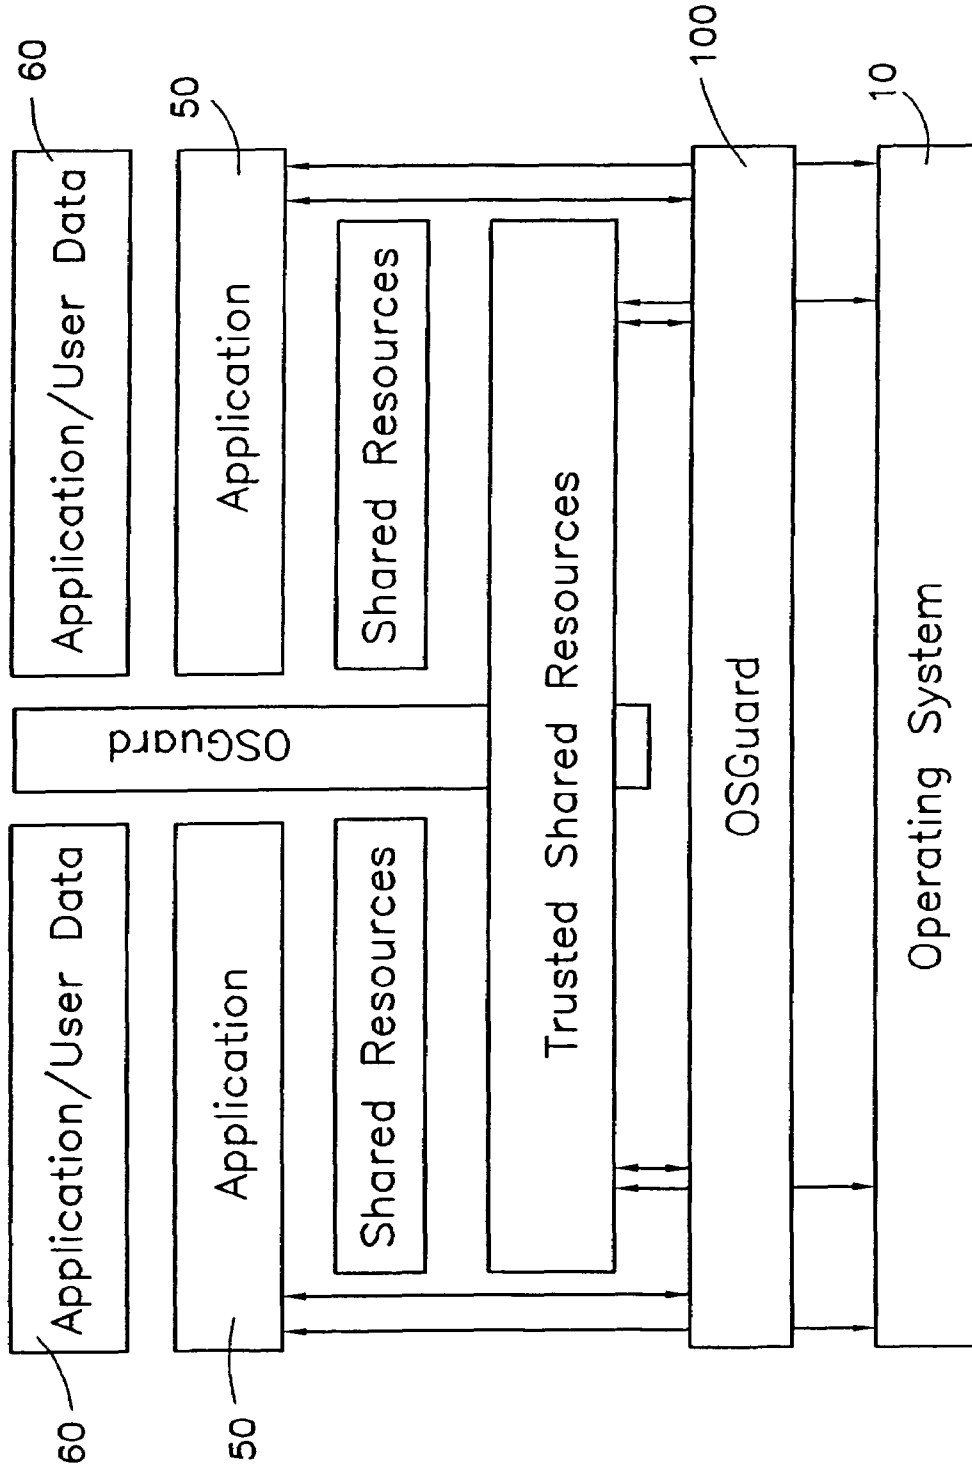 60
Application/User Data
60
Application/User Data
50
Application
50
Application
Shared Resources
Shared Resources
OSGuard
Trusted Shared Resources
OSGuard
100
Operating System
10